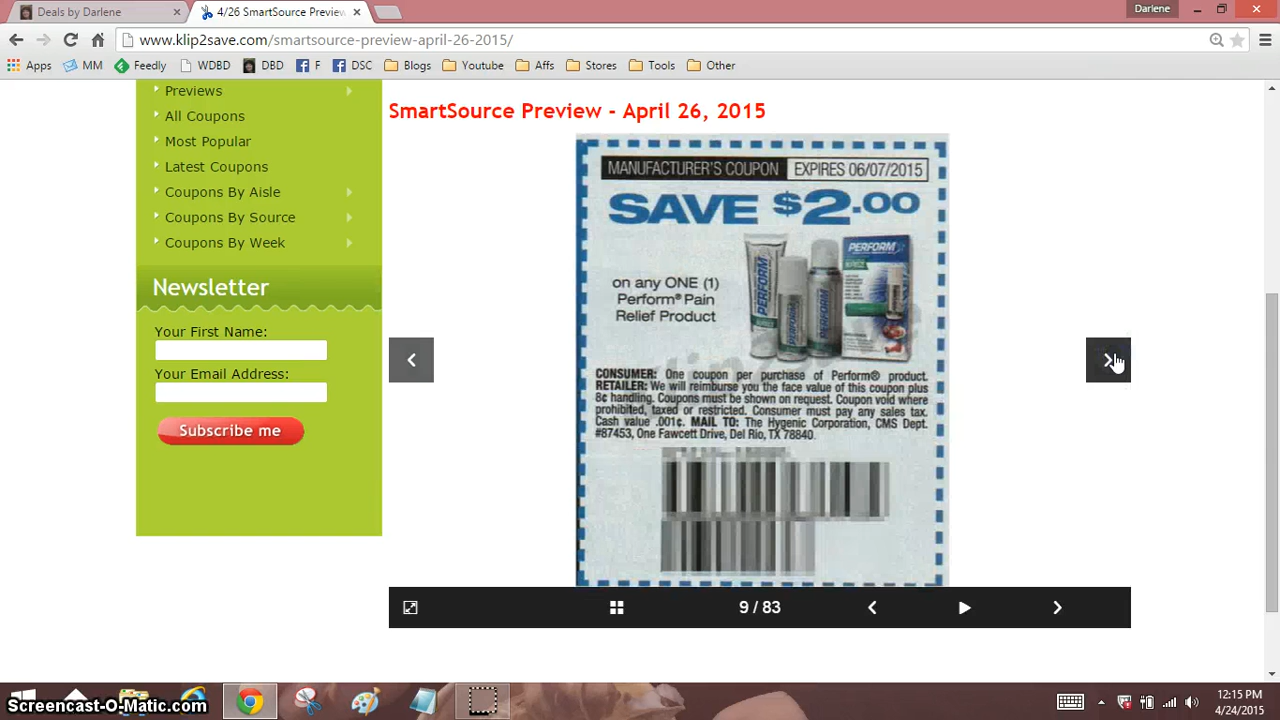 Deals by Darlene
4/26 SmartSource Preview
Darlene
www.klip2save.com/smartsource-preview-april-26-2015/
Apps MM Feedly WDBD DBD F DSC Blogs Youtube Affs Stores Tools Other
Previews
All Coupons
Most Popular
Latest Coupons
Coupons By Aisle
Coupons By Source
Coupons By Week
Newsletter
Your First Name:
Your Email Address:
Subscribe me
SmartSource Preview - April 26, 2015
MANUFACTURER'S COUPON EXPIRES 06/07/2015
SAVE $2.00
on any ONE (1)
Perform® Pain
Relief Product
PERFORM
PERFORM
PERFORM
PERFORM
CONSUMER: One coupon per purchase of Perform® product.
RETAILER: We will reimburse you the face value of this coupon plus
8¢ handling. Coupons must be shown on request. Coupon void where
prohibited, taxed or restricted. Consumer must pay any sales tax.
Cash value .001¢. MAIL TO: The Hygenic Corporation, CMS Dept.
#87453, One Fawcett Drive, Del Rio, TX 78840.
9 / 83
Screencast-O-Matic.com
12:15 PM
4/24/2015